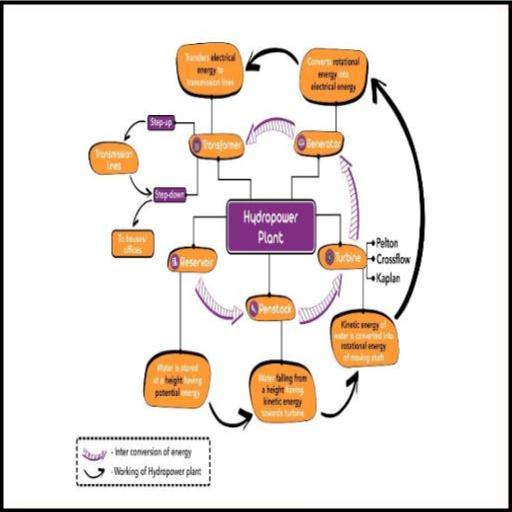 Transfers electrical
energy to
transmission lines
Converts rotational
energy into
electrical energy
Step-up
Transformer
Generator
Transmission
lines
Step-down
Hydropower
Plant
To houses/
offices
Reservoir
Turbine
Pelton
Crossflow
Kaplan
Penstock
Kinetic energy of
water is converted into
rotational energy
of moving shaft
Water is stored
at a height having
potential energy
Water falling from
a height having
kinetic energy
towards turbine
- Inter conversion of energy
- Working of Hydropower plant